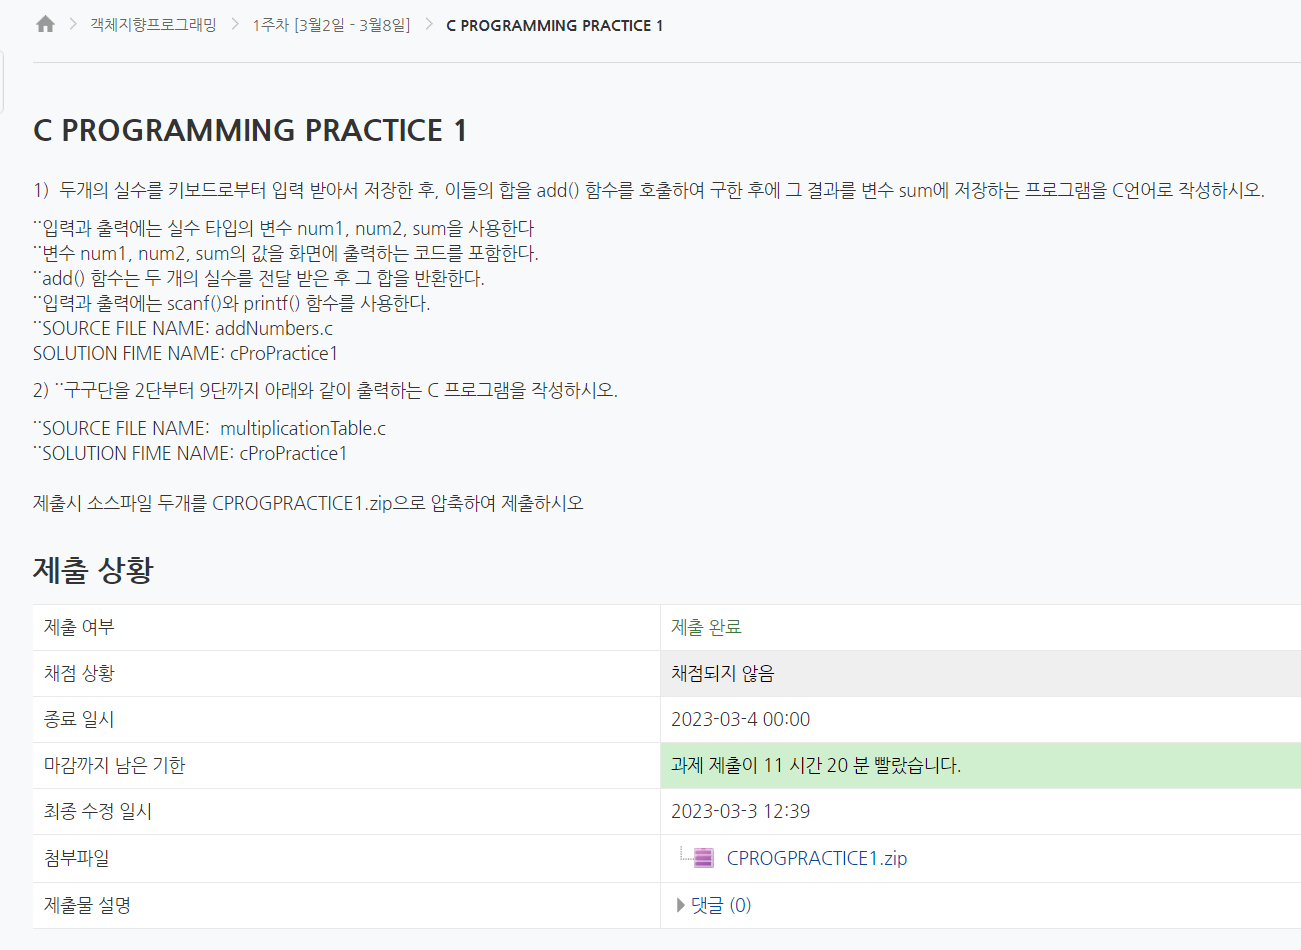 객체지향프로그래밍 1주차 [3월2일 - 3월8일] C PROGRAMMING PRACTICE 1
C PROGRAMMING PRACTICE 1
1) 두개의 실수를 키보드로부터 입력 받아서 저장한 후, 이들의 합을 add() 함수를 호출하여 구한 후에 그 결과를 변수 sum에 저장하는 프로그램을 C언어로 작성하시오.
¨입력과 출력에는 실수 타입의 변수 num1, num2, sum을 사용한다
¨변수 num1, num2, sum의 값을 화면에 출력하는 코드를 포함한다.
¨add() 함수는 두 개의 실수를 전달 받은 후 그 합을 반환한다.
¨입력과 출력에는 scanf()와 printf() 함수를 사용한다.
¨SOURCE FILE NAME: addNumbers.c
SOLUTION FIME NAME: cProPractice1
2) ¨구구단을 2단부터 9단까지 아래와 같이 출력하는 C 프로그램을 작성하시오.
¨SOURCE FILE NAME: multiplicationTable.c
¨SOLUTION FIME NAME: cProPractice1
제출시 소스파일 두개를 CPROGPRACTICE1.zip으로 압축하여 제출하시오
제출 상황
제출 여부 제출 완료
채점 상황 채점되지 않음
종료 일시 2023-03-4 00:00
마감까지 남은 기한 과제 제출이 11 시간 20 분 빨랐습니다.
최종 수정 일시 2023-03-3 12:39
첨부파일 CPROGPRACTICE1.zip
제출물 설명 댓글 (0)